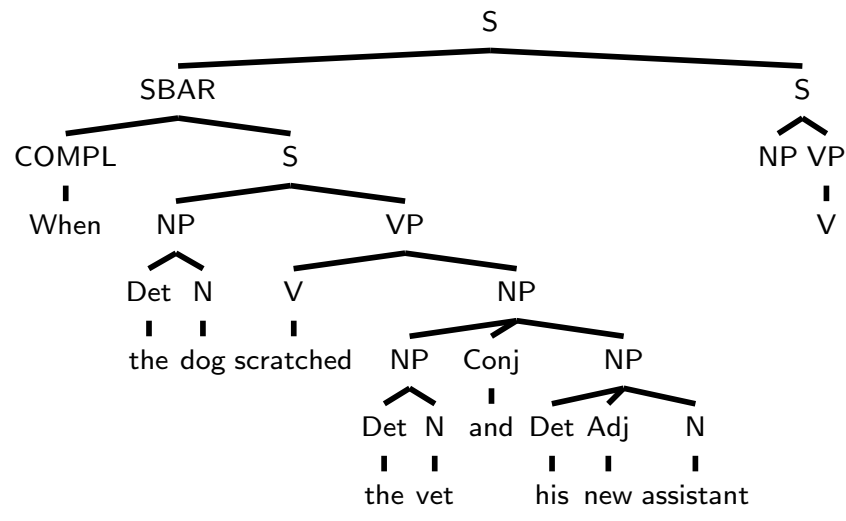 S
SBAR S
COMPL S NP VP
When NP VP V
Det N V NP
the dog scratched NP Conj NP
Det N and Det Adj N
the vet his new assistant